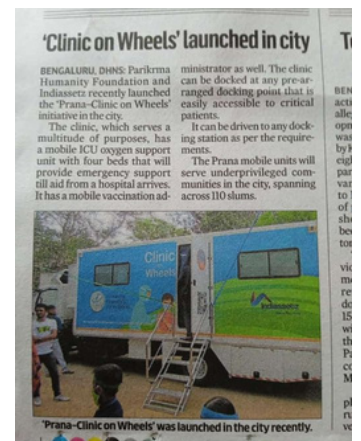 'Clinic on Wheels' launched in city
BENGALURU, DHNS: Parikrma
Humanity Foundation and
Indiassetz recently launched
the 'Prana-Clinic on Wheels'
initiative in the city.
The clinic, which serves a
multitude of purposes, has
a mobile ICU oxygen support
unit with four beds that will
provide emergency support
till aid from a hospital arrives.
It has a mobile vaccination ad-
ministrator as well. The clinic
can be docked at any pre-ar-
ranged docking point that is
easily accessible to critical
patients.
It can be driven to any dock-
ing station as per the require-
ments.
The Prana mobile units will
serve underprivileged com-
munities in the city, spanning
across 110 slums.
Clinic
Wheels
Indiassetz
'Prana-Clinic on Wheels' was launched in the city recently.